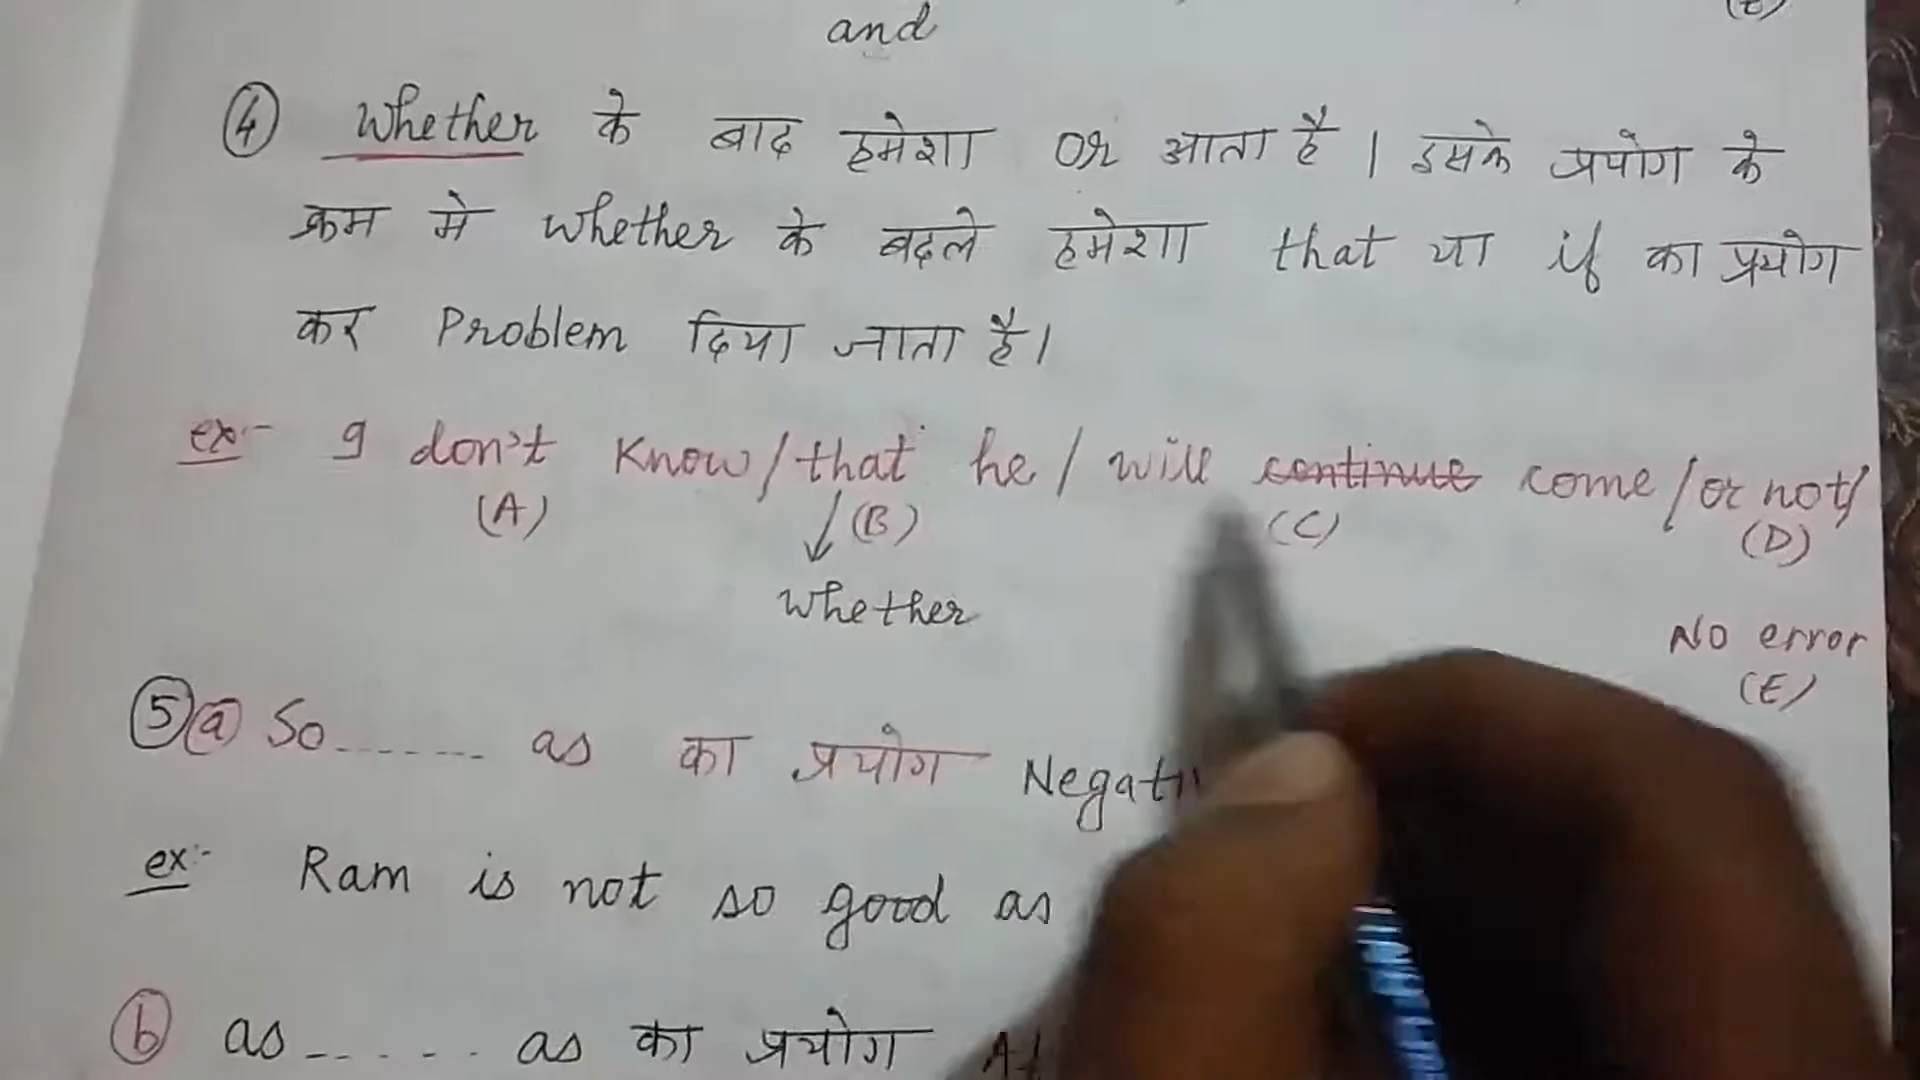 and (E)
④ Whether के बाद हमेशा or आता है । इसके प्रयोग के
क्रम मे whether के बदले हमेशा that या if का प्रयोग
कर Problem दिया जाता है।
ex:- I don't know / that he / will continue come / or not/
(A) (B) (C) (D)
Whether
No error
(E)
⑤ ⓐ So ------ as का प्रयोग
ex:- Ram is not so good as
ⓑ as ----- as का प्रयोग